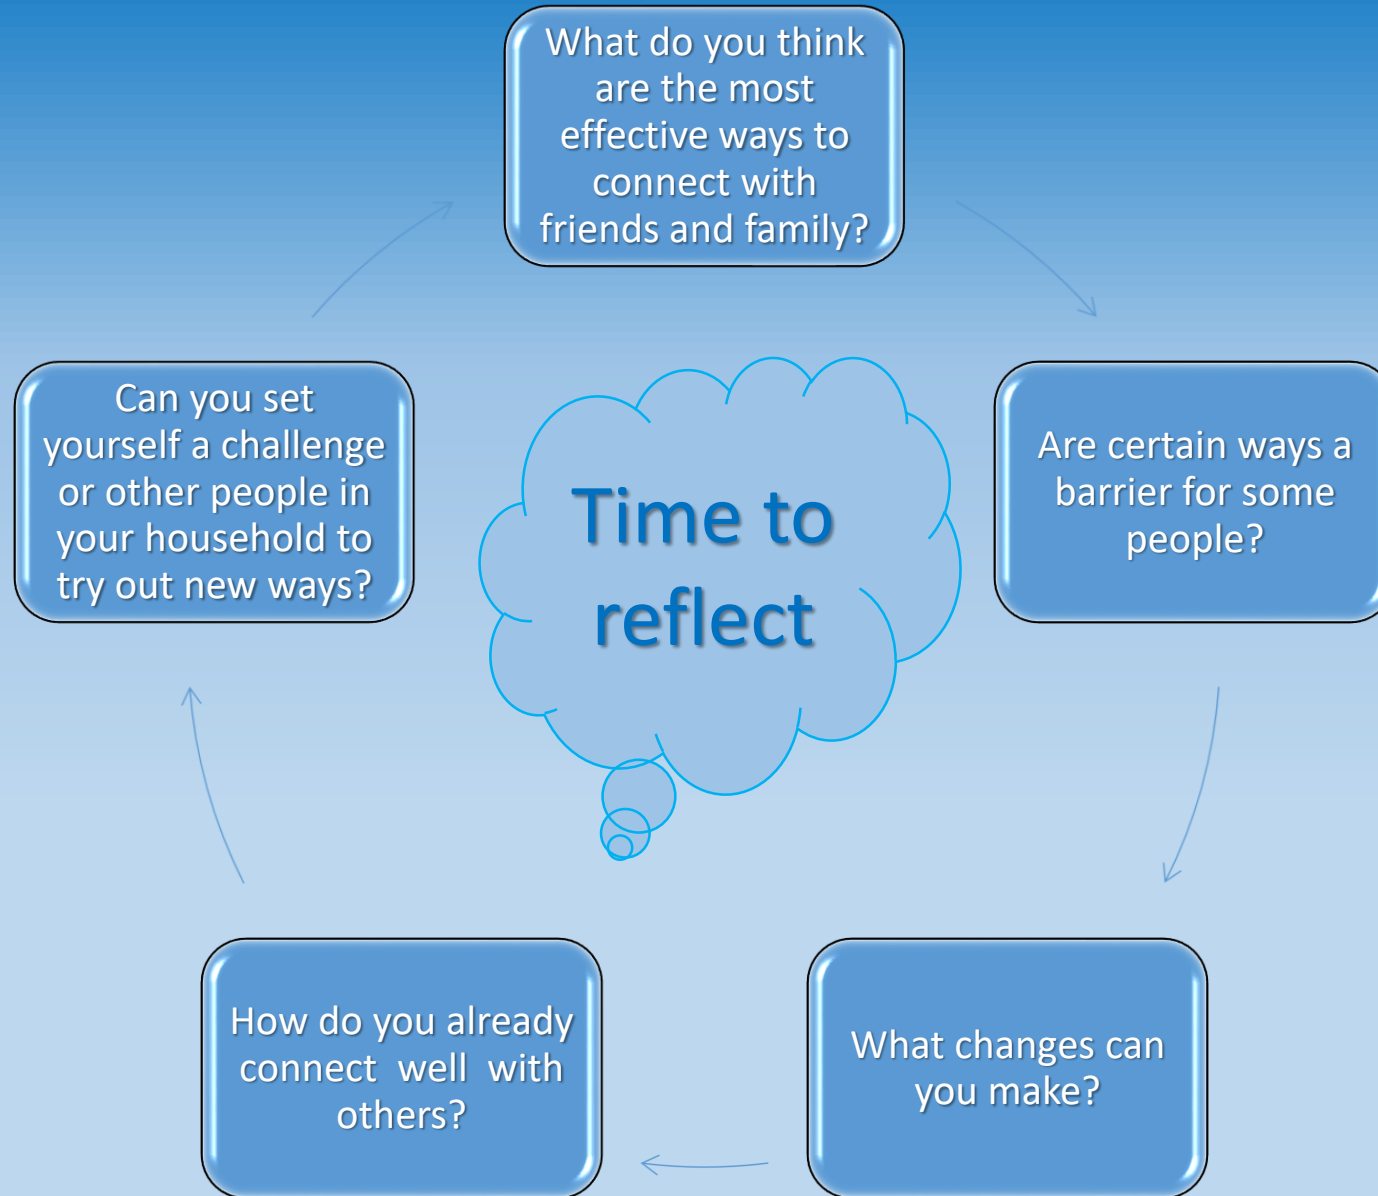 What do you think
are the most
effective ways to
connect with
friends and family?
Are certain ways a
barrier for some
people?
What changes can
you make?
How do you already
connect  well  with
others?
Can you set
yourself a challenge
or other people in
your household to
try out new ways?
Time to
reflect